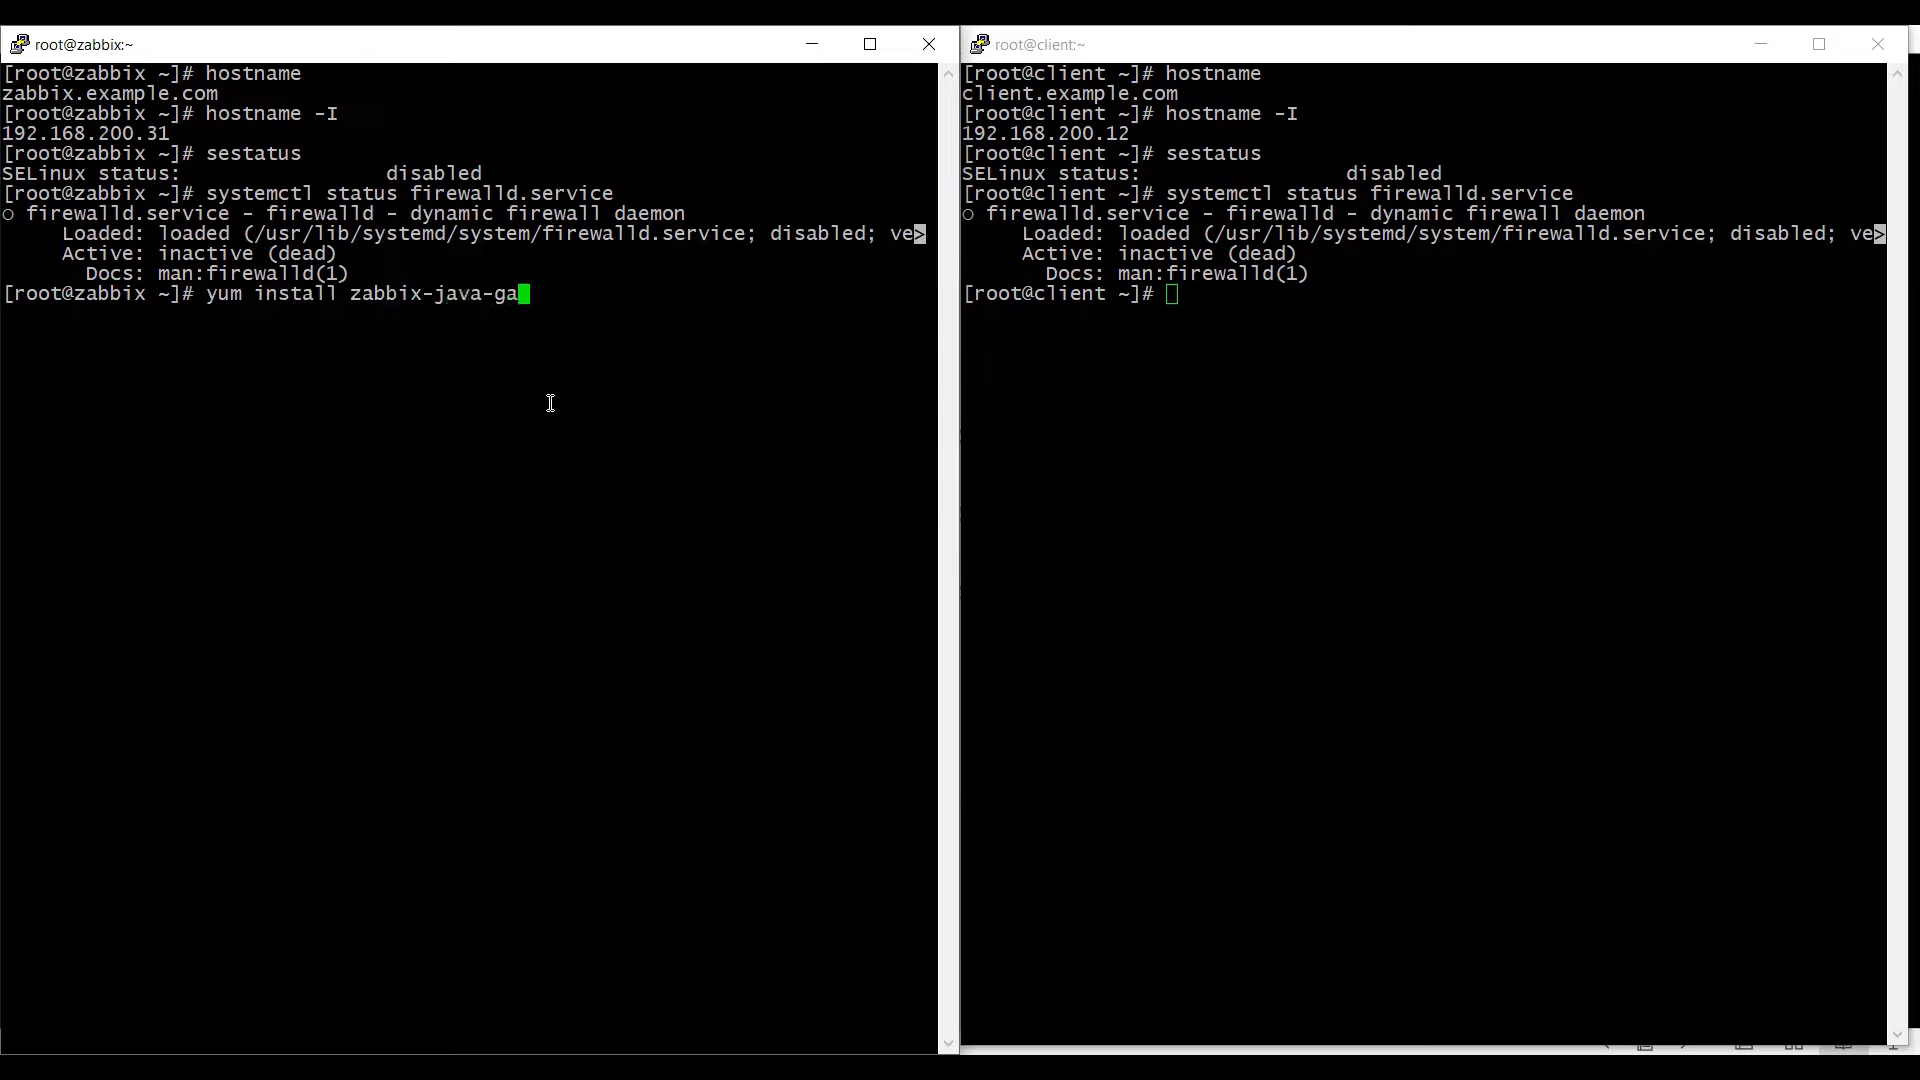 root@zabbix:~
[root@zabbix ~]# hostname
zabbix.example.com
[root@zabbix ~]# hostname -I
192.168.200.31
[root@zabbix ~]# sestatus
SELinux status:                 disabled
[root@zabbix ~]# systemctl status firewalld.service
○ firewalld.service - firewalld - dynamic firewall daemon
     Loaded: loaded (/usr/lib/systemd/system/firewalld.service; disabled; ve>
     Active: inactive (dead)
       Docs: man:firewalld(1)
[root@zabbix ~]# yum install zabbix-java-ga
root@client:~
[root@client ~]# hostname
client.example.com
[root@client ~]# hostname -I
192.168.200.12
[root@client ~]# sestatus
SELinux status:                 disabled
[root@client ~]# systemctl status firewalld.service
○ firewalld.service - firewalld - dynamic firewall daemon
     Loaded: loaded (/usr/lib/systemd/system/firewalld.service; disabled; ve>
     Active: inactive (dead)
       Docs: man:firewalld(1)
[root@client ~]#